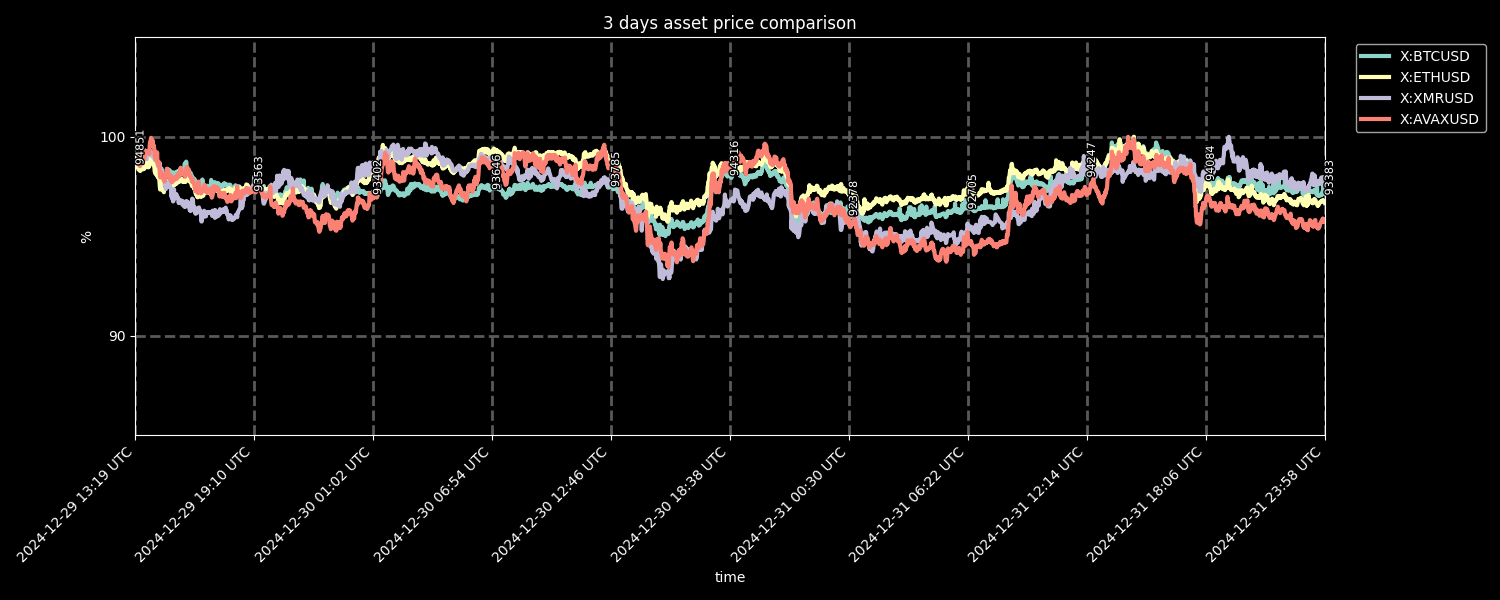 3 days asset price comparison
X:BTCUSD
X:ETHUSD
X:XMRUSD
X:AVAXUSD
100
90
%
94851
93563
93402
93646
93785
94316
92378
92705
94247
94084
93383
2024-12-29 13:19 UTC
2024-12-29 19:10 UTC
2024-12-30 01:02 UTC
2024-12-30 06:54 UTC
2024-12-30 12:46 UTC
2024-12-30 18:38 UTC
2024-12-31 00:30 UTC
2024-12-31 06:22 UTC
2024-12-31 12:14 UTC
2024-12-31 18:06 UTC
2024-12-31 23:58 UTC
time